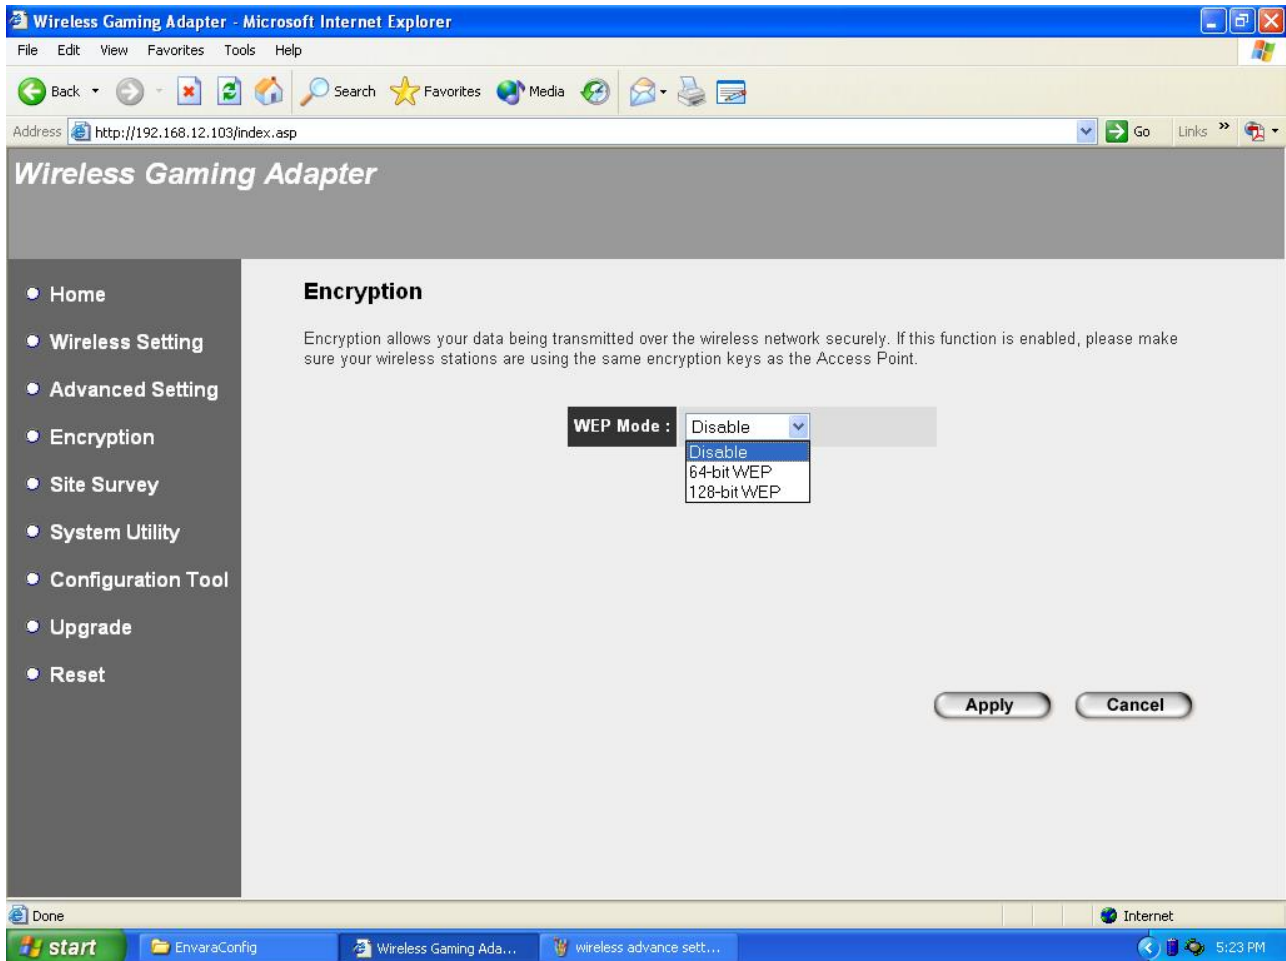 Wireless Gaming Adapter - Microsoft Internet Explorer
File Edit View Favorites Tools Help
Back Search Favorites Media
Address http://192.168.12.103/index.asp Go Links »
Wireless Gaming Adapter
Home
Wireless Setting
Advanced Setting
Encryption
Site Survey
System Utility
Configuration Tool
Upgrade
Reset
Encryption
Encryption allows your data being transmitted over the wireless network securely. If this function is enabled, please make
sure your wireless stations are using the same encryption keys as the Access Point.
WEP Mode : Disable
Disable
64-bit WEP
128-bit WEP
Apply Cancel
Done Internet
start EnvaraConfig Wireless Gaming Ada... wireless advance sett... 5:23 PM